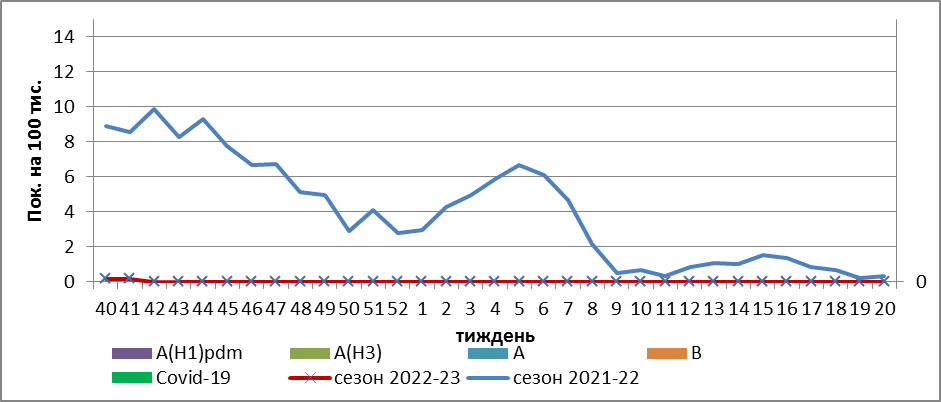 Пок. на 100 тис.
14
12
10
8
6
4
2
0
0
40 41 42 43 44 45 46 47 48 49 50 51 52 1 2 3 4 5 6 7 8 9 10 11 12 13 14 15 16 17 18 19 20
тиждень
A(H1)pdm A(H3) A B
Covid-19 сезон 2022-23 сезон 2021-22